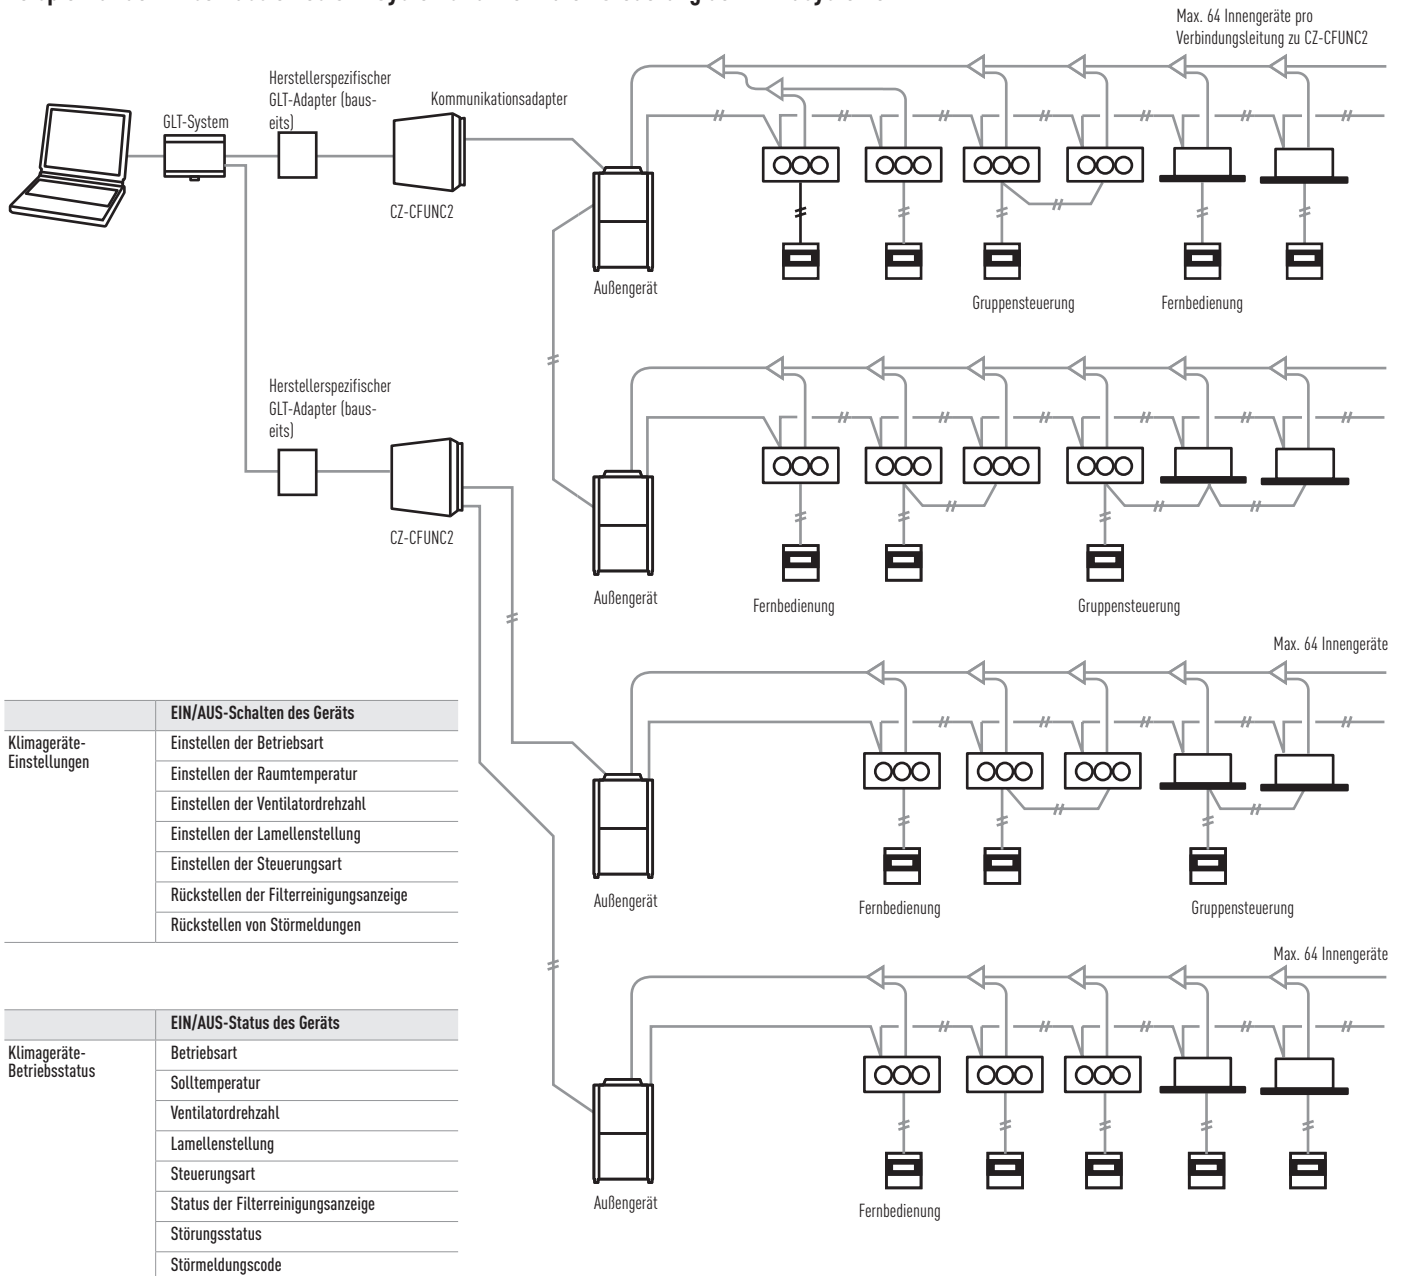 Max. 64 Innengeräte pro
Verbindungsleitung zu CZ-CFUNC2
Herstellerspezifischer
GLT-Adapter (baus-
eits)
Kommunikationsadapter
GLT-System
CZ-CFUNC2
Außengerät
Gruppensteuerung
Fernbedienung
Herstellerspezifischer
GLT-Adapter (baus-
eits)
CZ-CFUNC2
Außengerät
Fernbedienung
Gruppensteuerung
Max. 64 Innengeräte
Außengerät
Fernbedienung
Gruppensteuerung
Max. 64 Innengeräte
Außengerät
Fernbedienung
EIN/AUS-Schalten des Geräts
Klimageräte-
Einstellungen
Einstellen der Betriebsart
Einstellen der Raumtemperatur
Einstellen der Ventilatordrehzahl
Einstellen der Lamellenstellung
Einstellen der Steuerungsart
Rückstellen der Filterreinigungsanzeige
Rückstellen von Störmeldungen
EIN/AUS-Status des Geräts
Klimageräte-
Betriebsstatus
Betriebsart
Solltemperatur
Ventilatordrehzahl
Lamellenstellung
Steuerungsart
Status der Filterreinigungsanzeige
Störungsstatus
Störmeldungscode